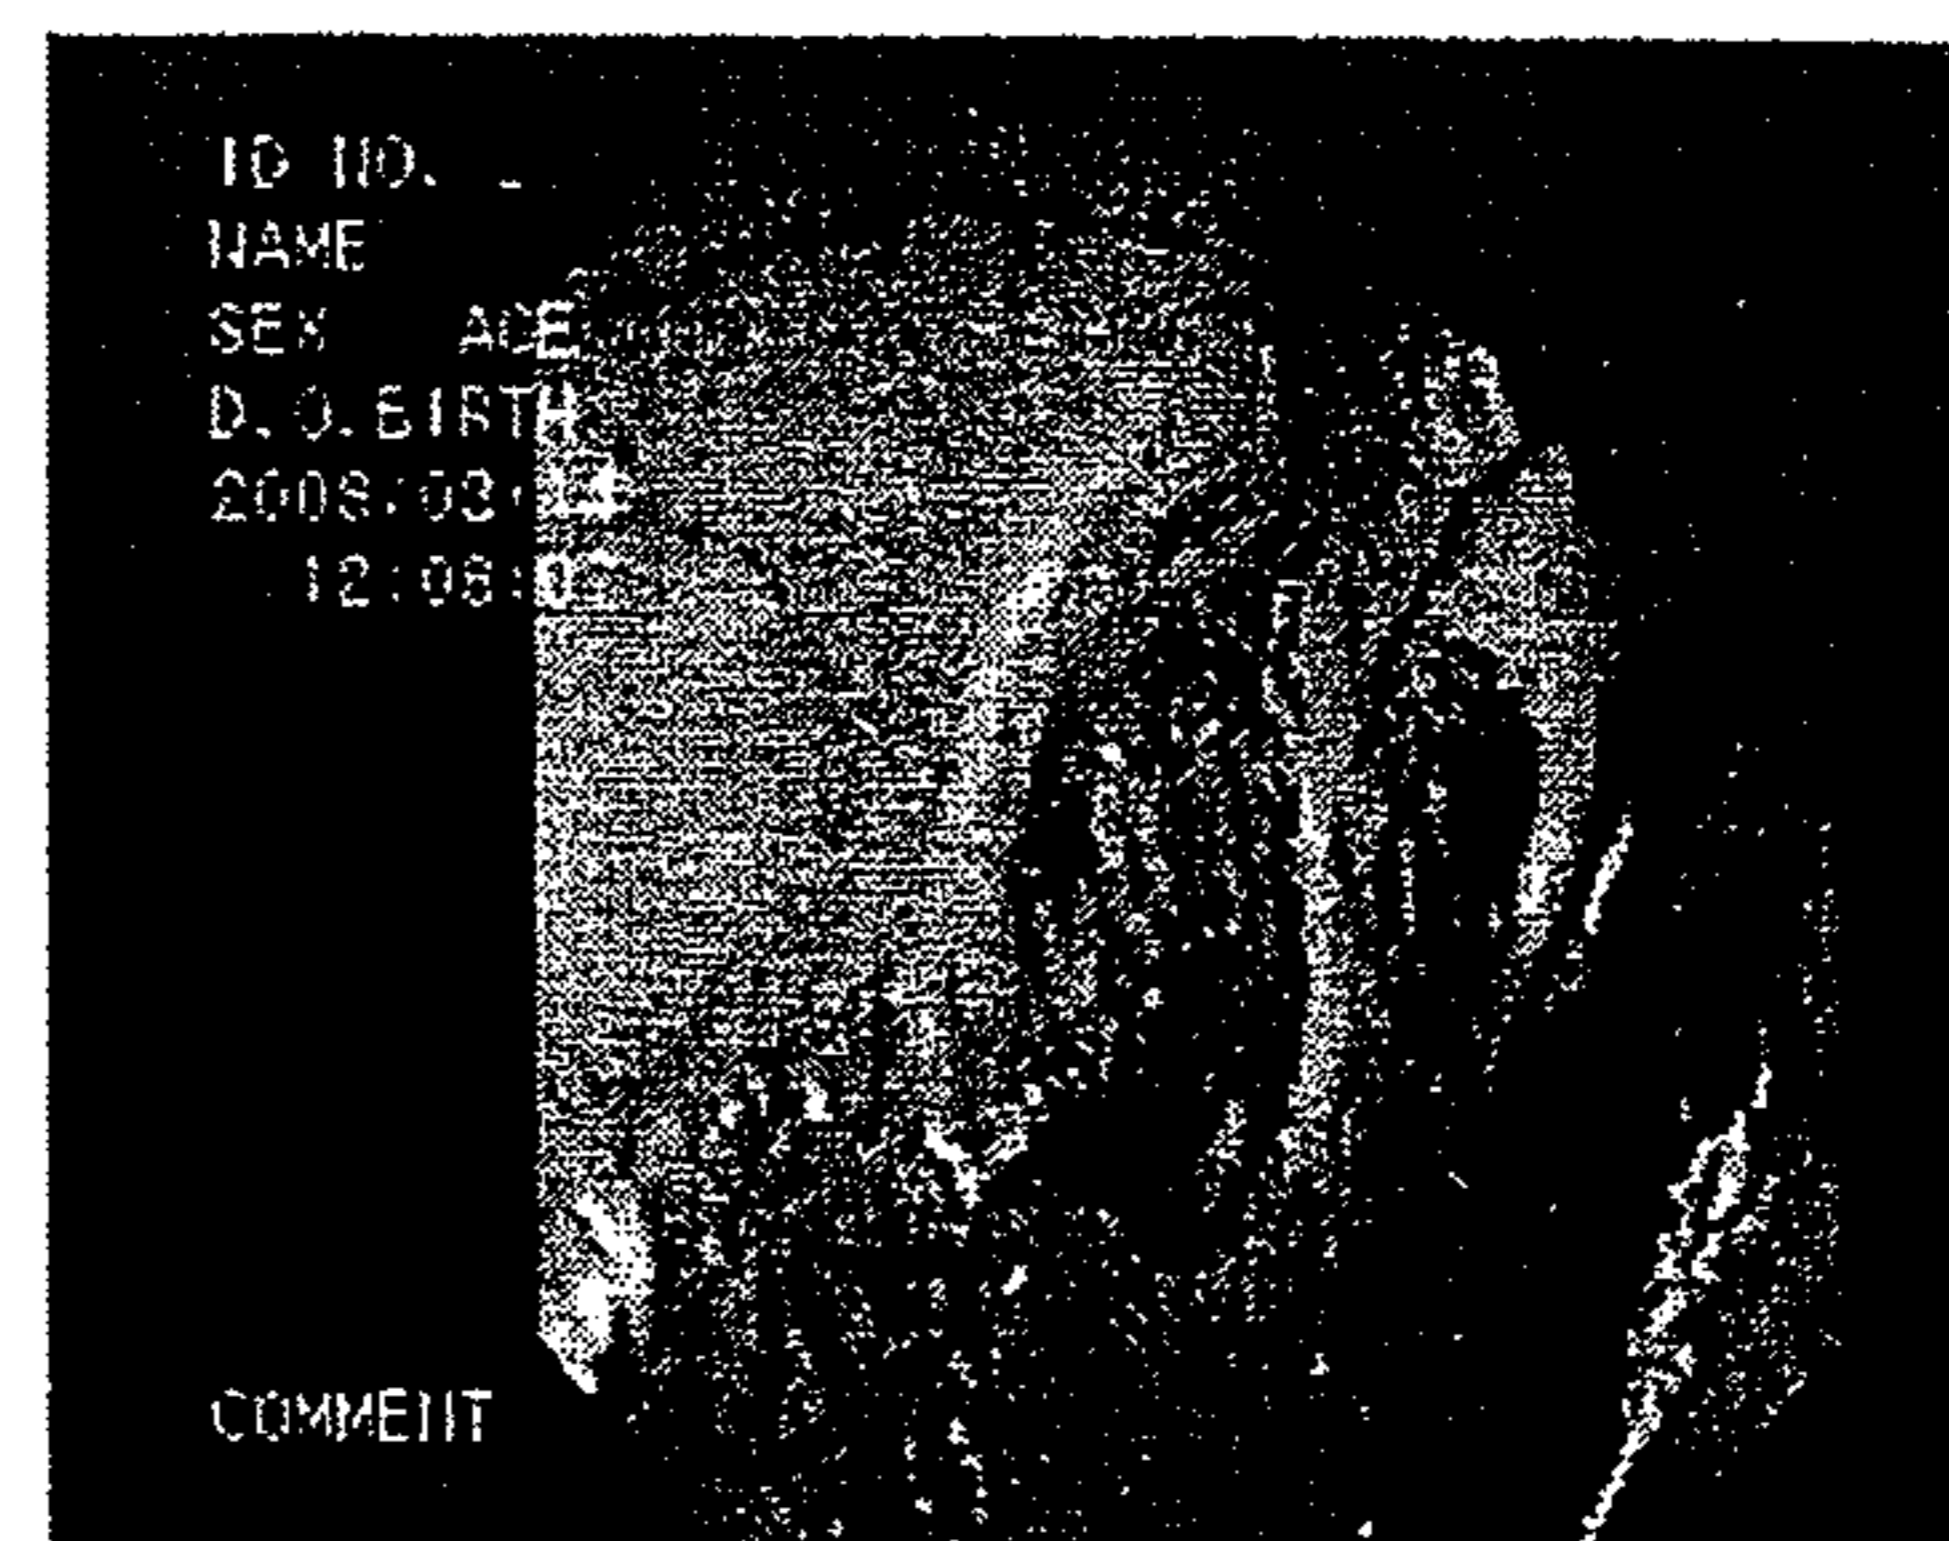 ID NO. _
NAME
SEX AGE
D.O.BIRTH
2008/03/
12:08:
COMMENT